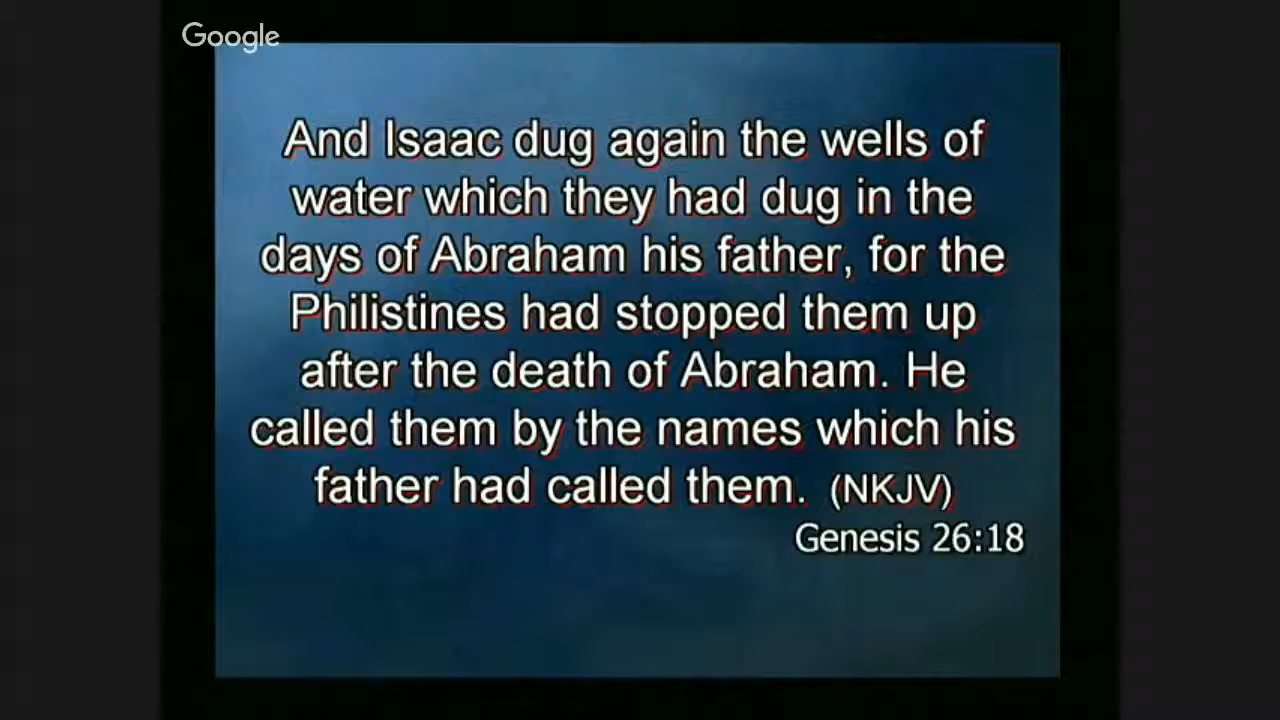 Google
And Isaac dug again the wells of
water which they had dug in the
days of Abraham his father, for the
Philistines had stopped them up
after the death of Abraham. He
called them by the names which his
father had called them. (NKJV)
Genesis 26:18